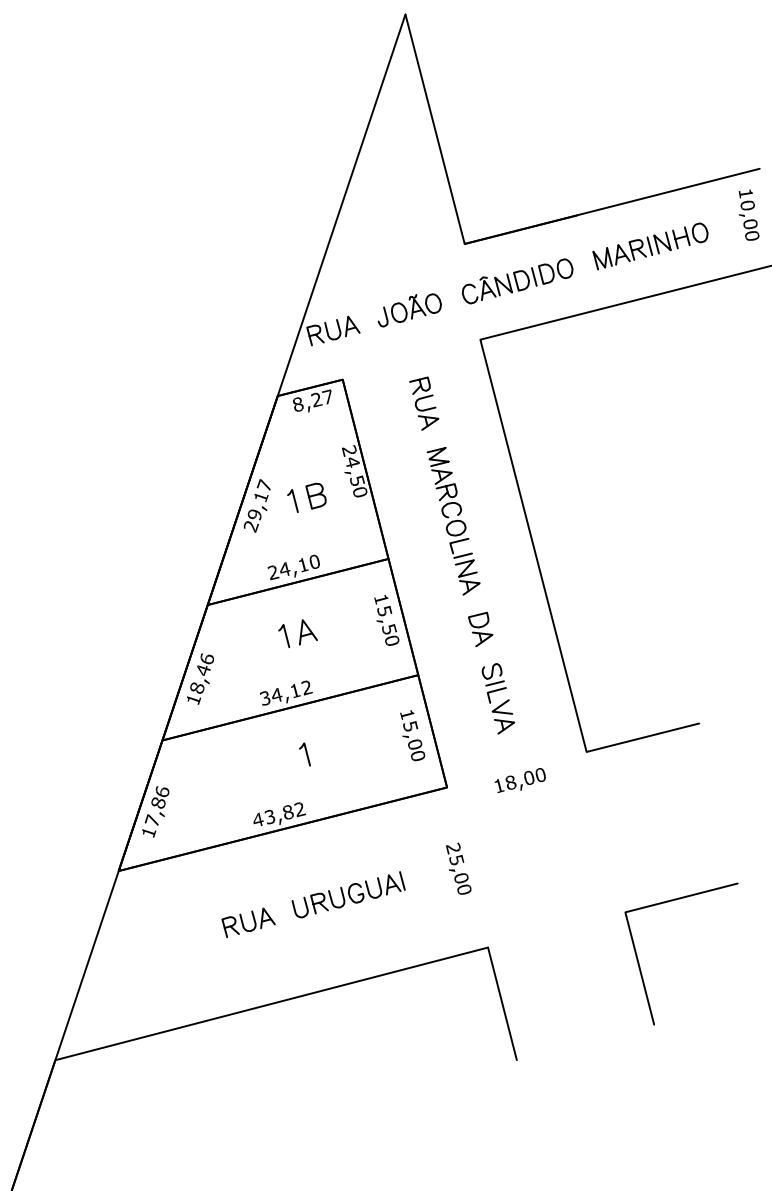 10,00
RUA JOÃO CÂNDIDO MARINHO
8,27
RUA MARCOLINA DA SILVA
24,50
29,17
1B
24,10
15,50
1A
18,46
34,12
15,00
1
18,00
17,86
43,82
25,00
RUA URUGUAI